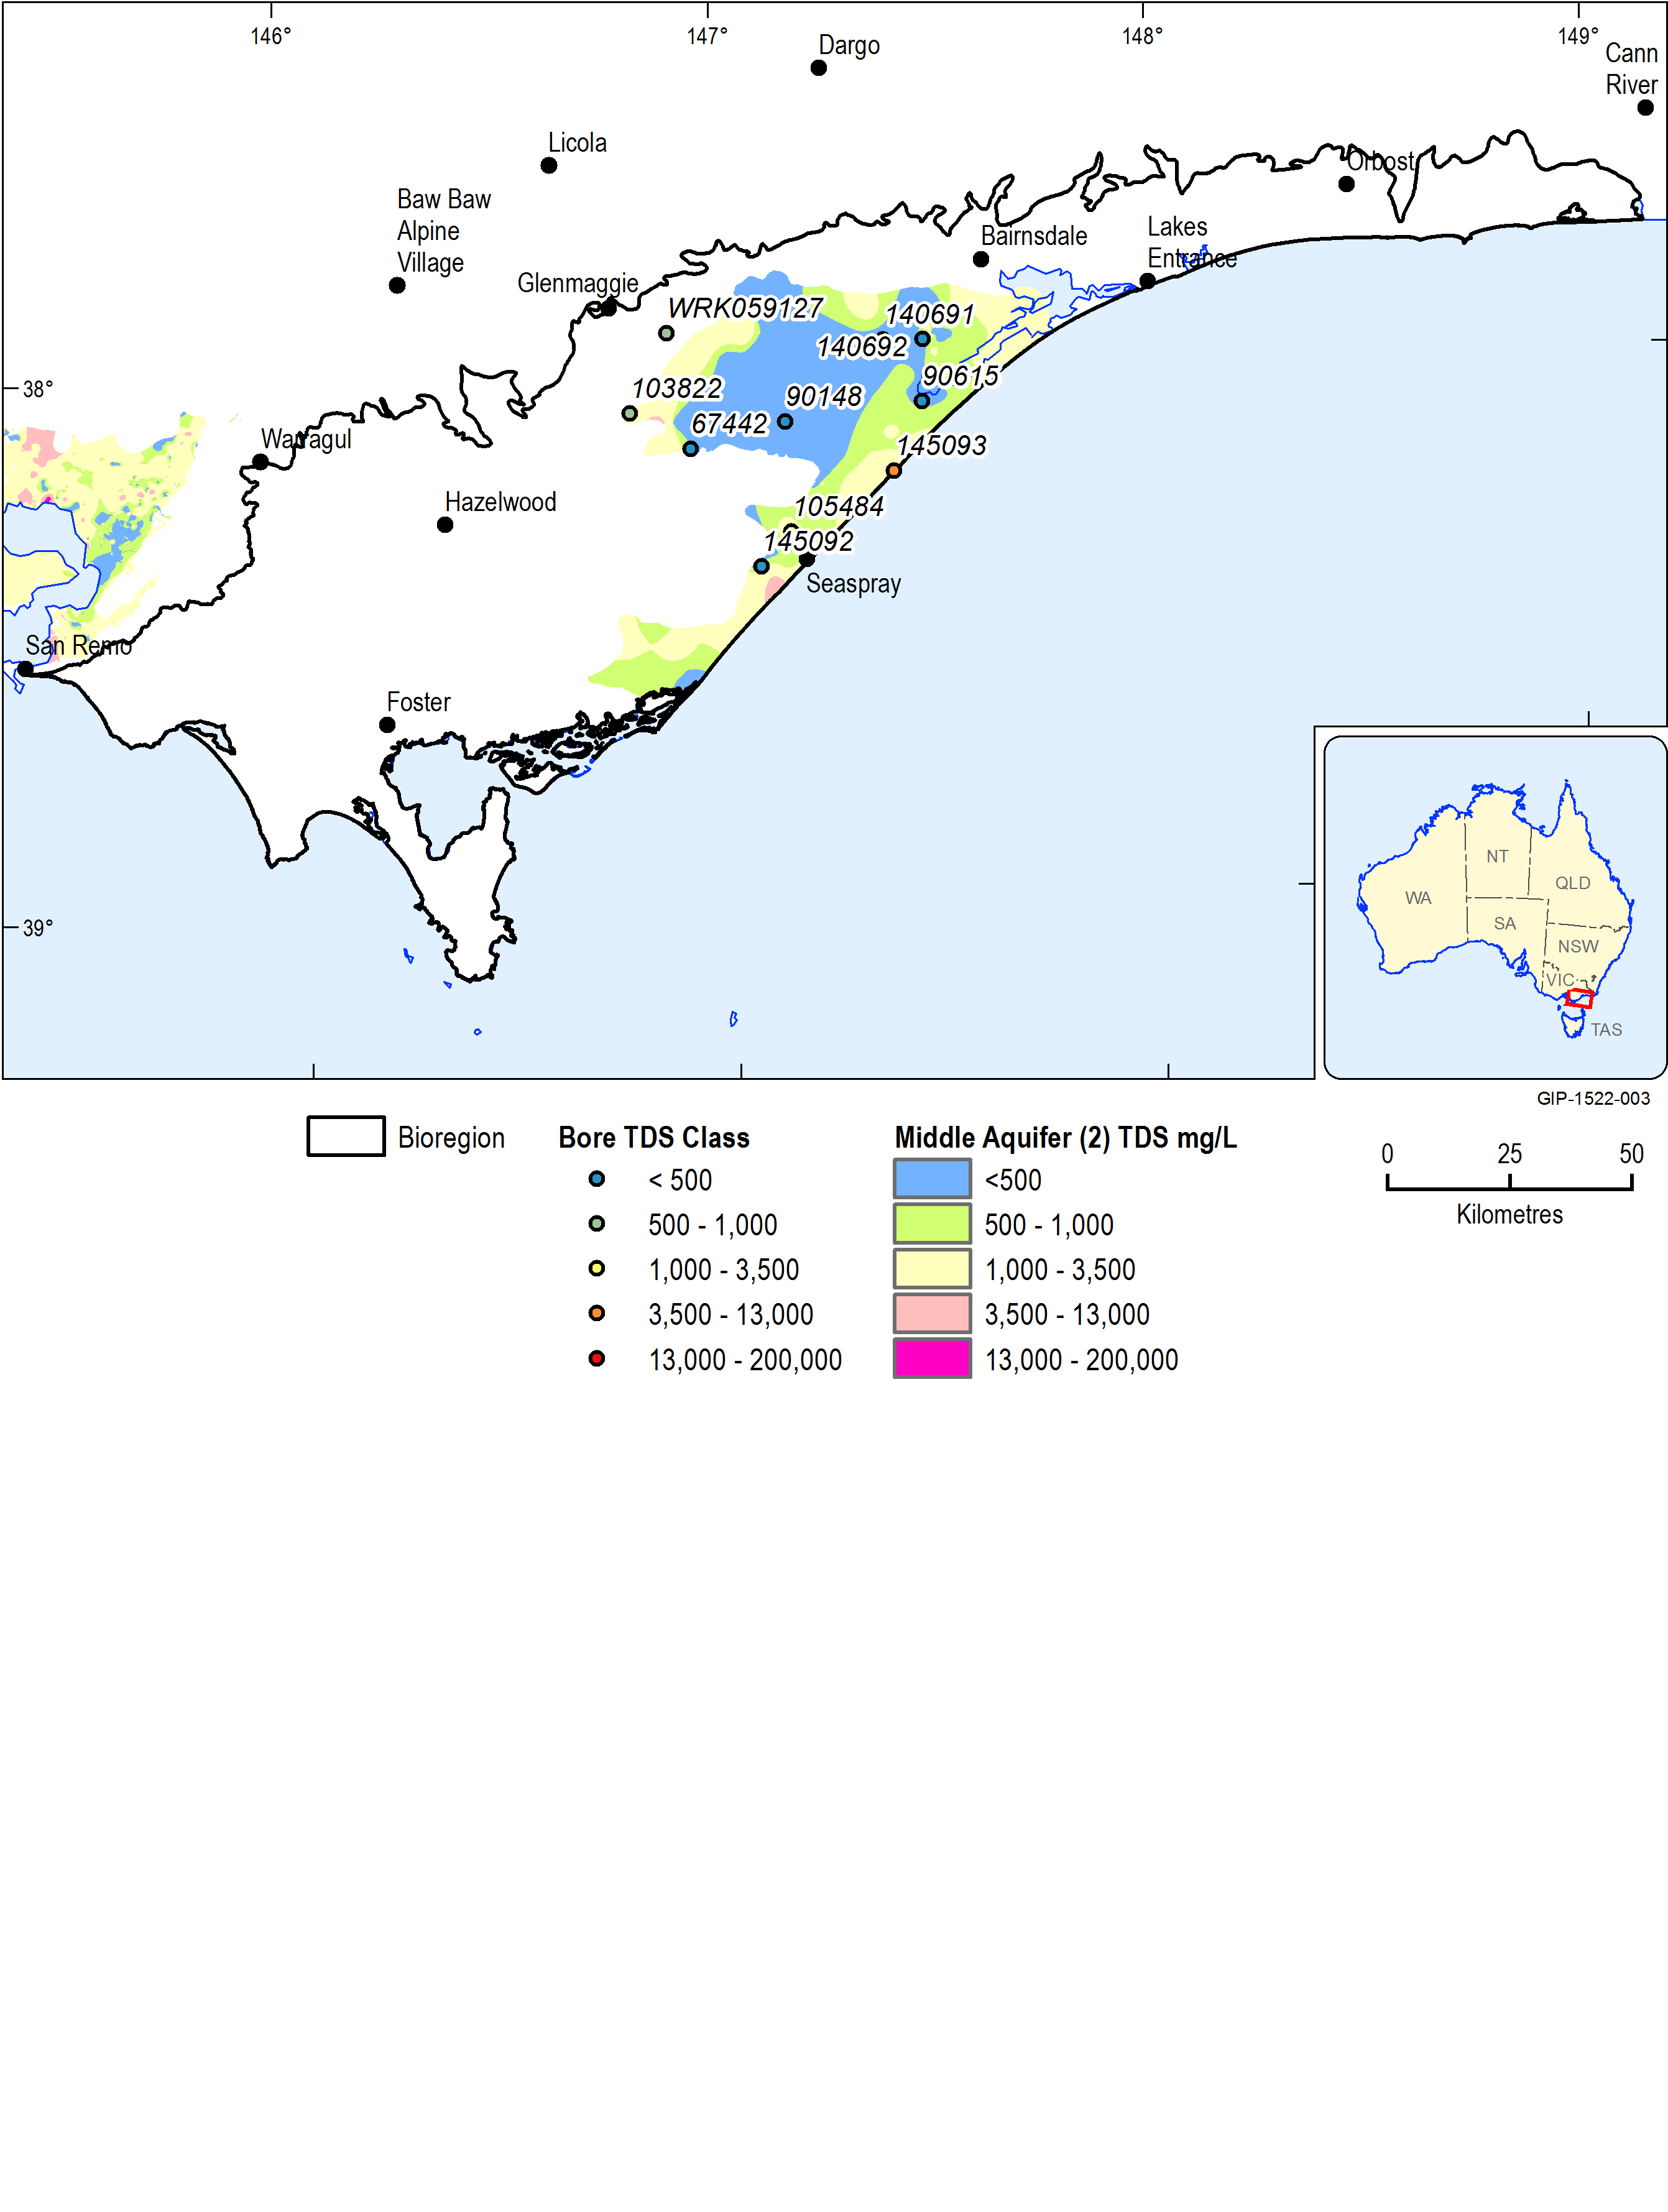 146°
147°
148°
149°
Dargo
Cann
River
Licola
Orbost
Baw Baw
Alpine
Village
Bairnsdale
Lakes
Entrance
Glenmaggie
WRK059127
140691
140692
38°
103822
90148
90615
67442
Warragul
145093
Hazelwood
105484
145092
Seaspray
San Remo
Foster
39°
NT
QLD
WA
SA
NSW
VIC
TAS
GIP-1522-003
Bioregion
Bore TDS Class
< 500
500 - 1,000
1,000 - 3,500
3,500 - 13,000
13,000 - 200,000
Middle Aquifer (2) TDS mg/L
<500
500 - 1,000
1,000 - 3,500
3,500 - 13,000
13,000 - 200,000
0 25 50
Kilometres